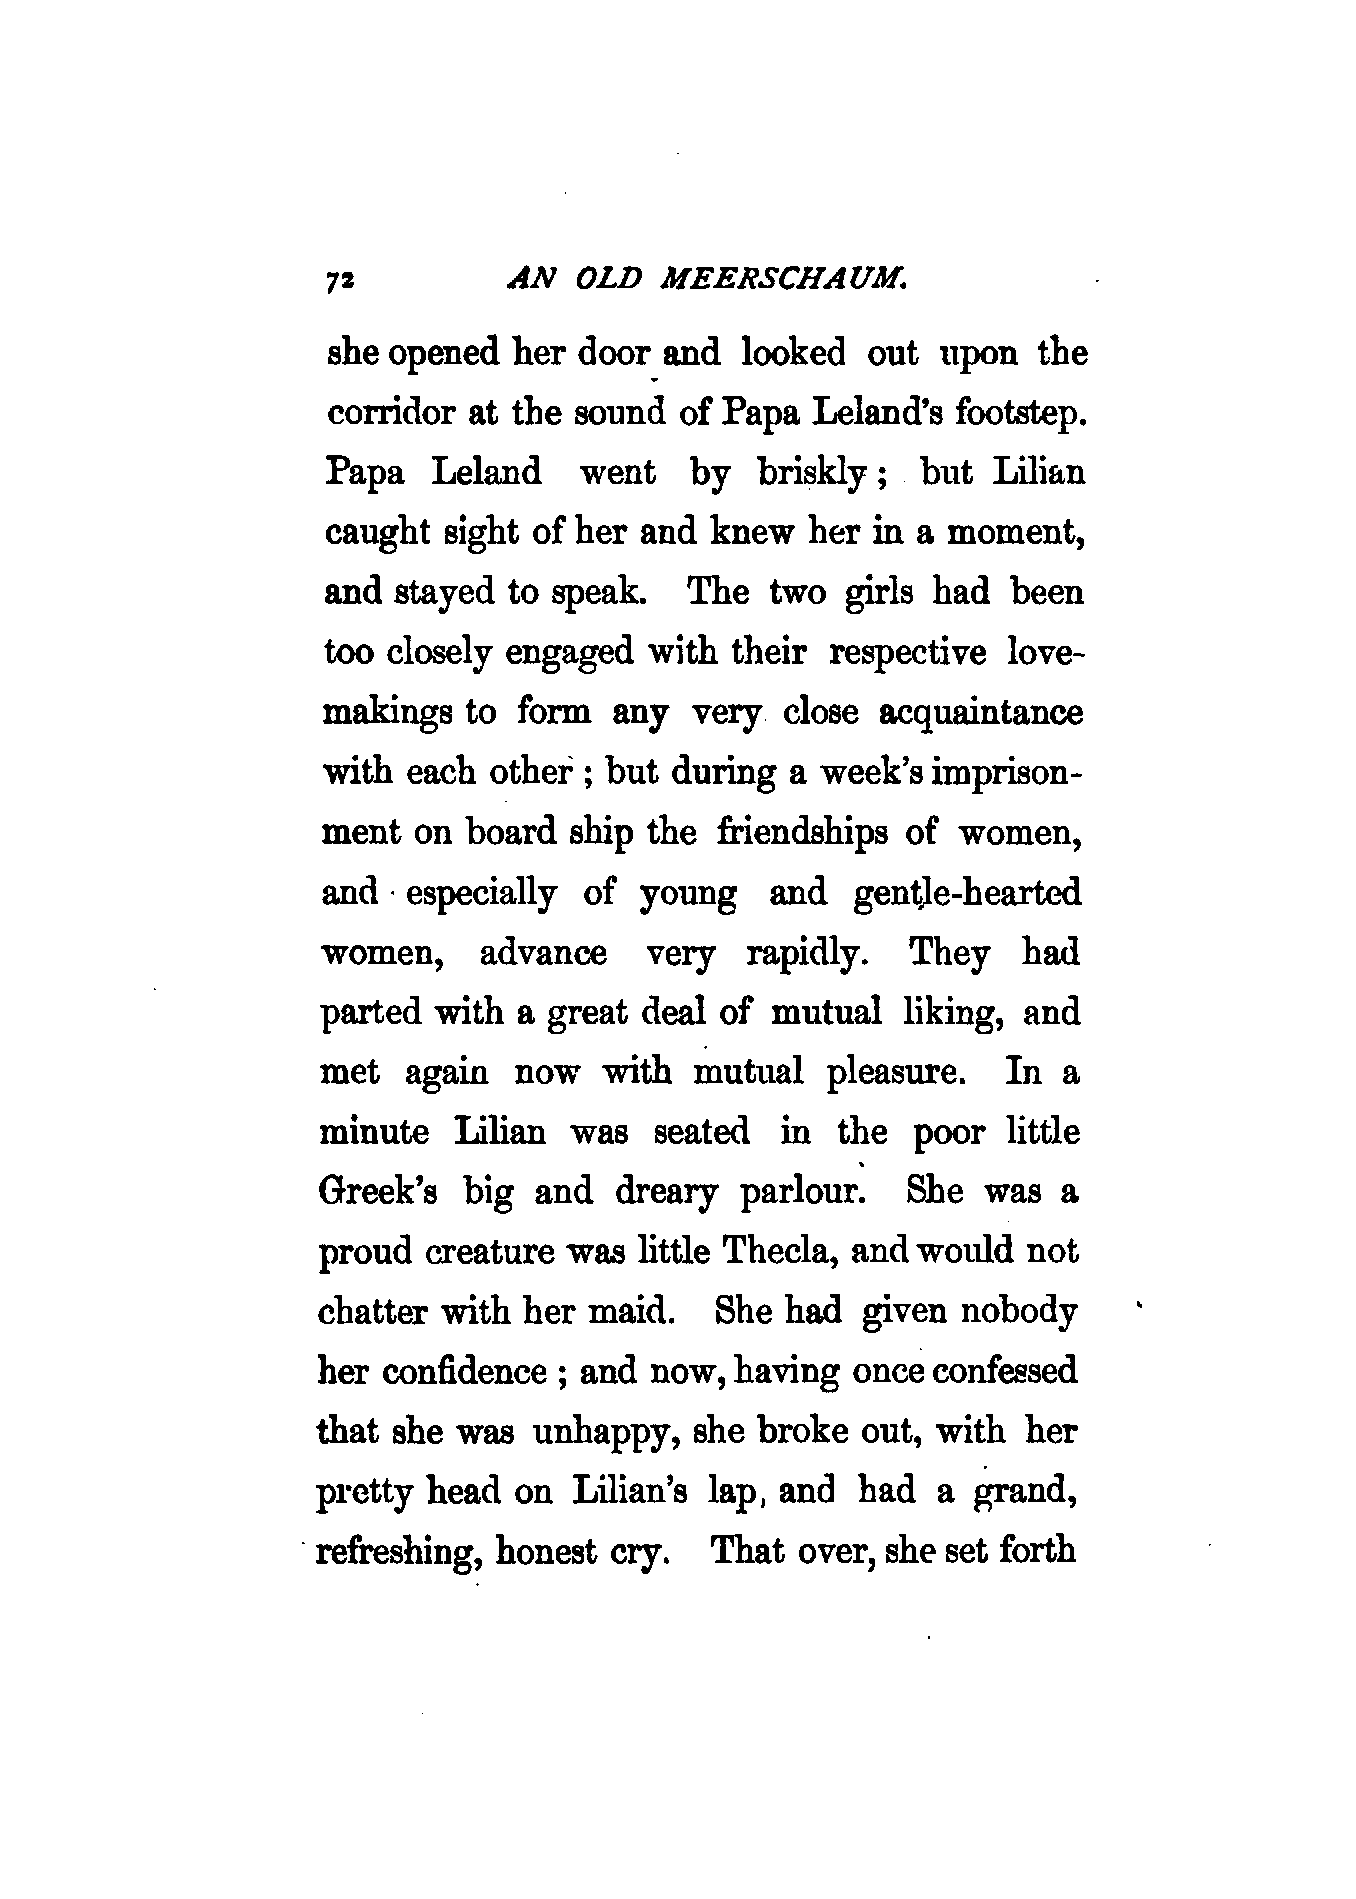 72 AN OLD MEERSCHAUM.
she opened her door and looked out upon the
corridor at the sound of Papa Leland's footstep.
Papa Leland went by briskly ; but Lilian
caught sight of her and knew her in a moment,
and stayed to speak. The two girls had been
too closely engaged with their respective love-
makings to form any very close acquaintance
with each other ; but during a week's imprison-
ment on board ship the friendships of women,
and especially of young and gentle-hearted
women, advance very rapidly. They had
parted with a great deal of mutual liking, and
met again now with mutual pleasure. In a
minute Lilian was seated in the poor little
Greek's big and dreary parlour. She was a
proud creature was little Thecla, and would not
chatter with her maid. She had given nobody
her confidence ; and now, having once confessed
that she was unhappy, she broke out, with her
pretty head on Lilian's lap, and had a grand,
refreshing, honest cry. That over, she set forth